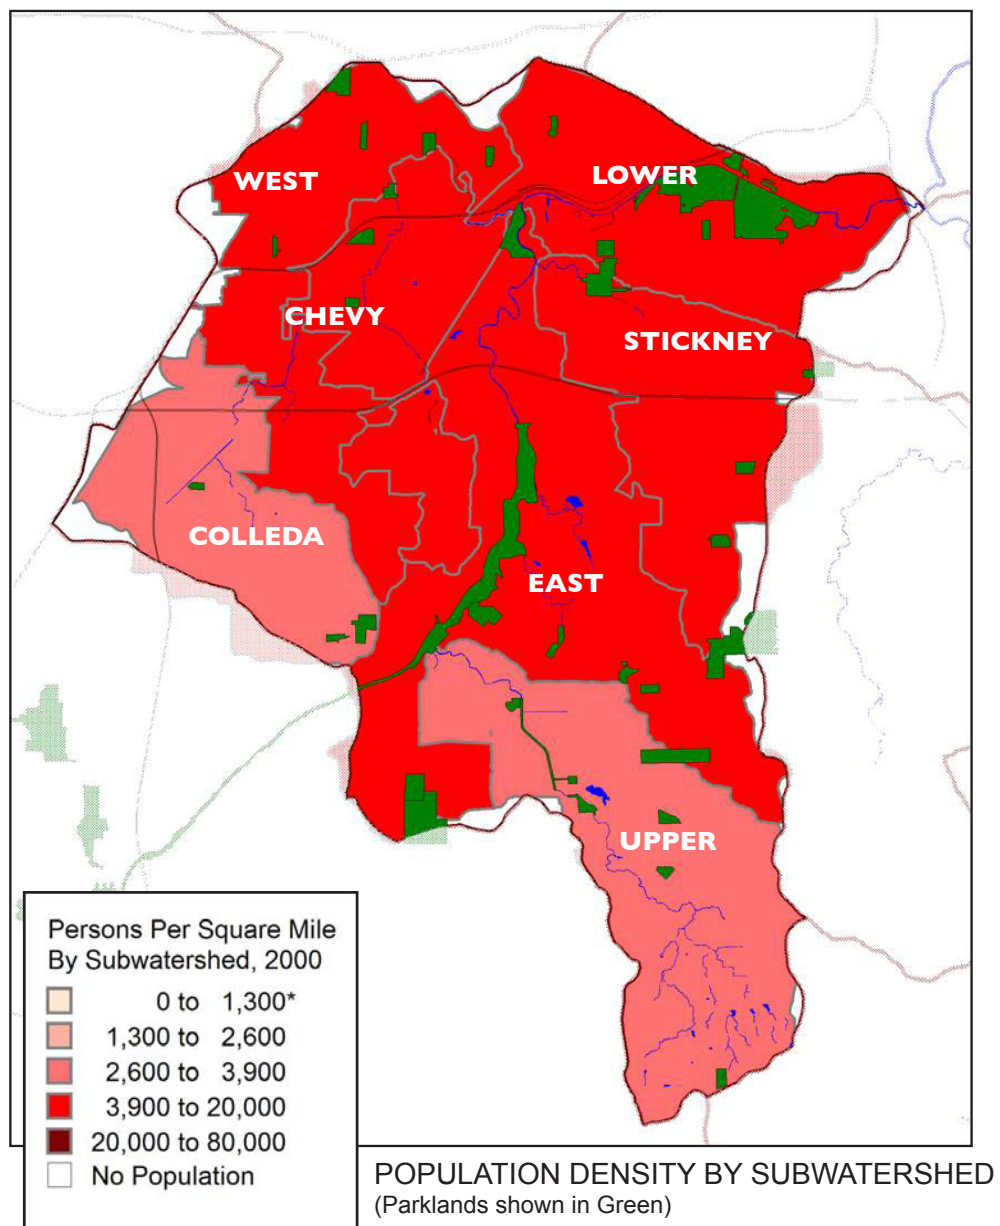 WEST
LOWER
CHEVY
STICKNEY
COLLEDA
EAST
UPPER
Persons Per Square Mile
By Subwatershed, 2000
0 to 1,300*
1,300 to 2,600
2,600 to 3,900
3,900 to 20,000
20,000 to 80,000
No Population
POPULATION DENSITY BY SUBWATERSHED
(Parklands shown in Green)